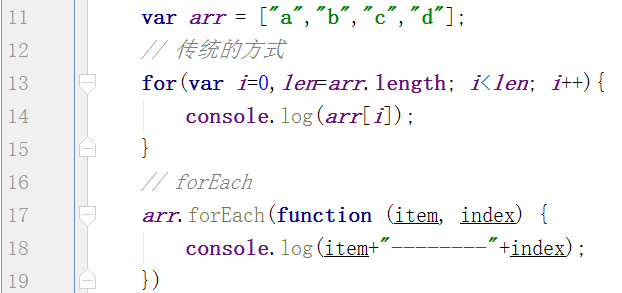 11 var arr = ["a","b","c","d"];
12 // 传统的方式
13 for(var i=0,len=arr.length; i<len; i++){
14 console.log(arr[i]);
15 }
16 // forEach
17 arr.forEach(function (item, index) {
18 console.log(item+"--------"+index);
19 })